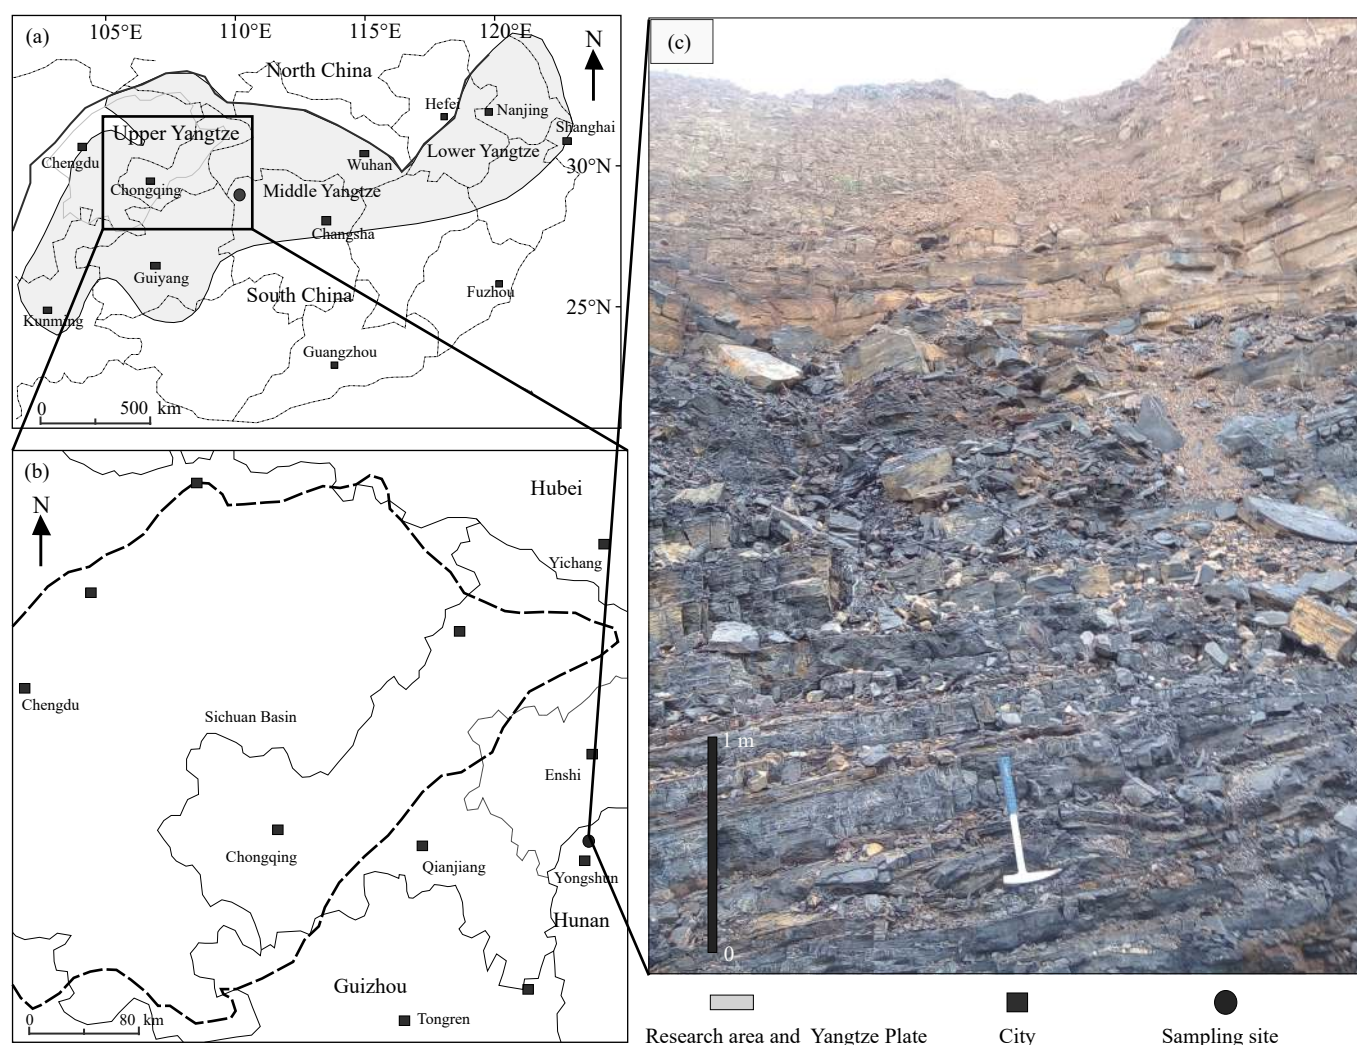 (a)
105°E 110°E 115°E 120°E
N
North China
Hefei
Nanjing
Shanghai
Upper Yangtze
Lower Yangtze
Chengdu
Wuhan
30°N
Chongqing
Middle Yangtze
Changsha
Guiyang
South China
Fuzhou
25°N
Kunming
Guangzhou
0 500 km
(b)
N
Hubei
Yichang
Chengdu
Sichuan Basin
Enshi
Chongqing
Qianjiang
Yongshun
Hunan
Guizhou
0 80 km
Tongren
(c)
1 m
0
Research area and Yangtze Plate
City
Sampling site